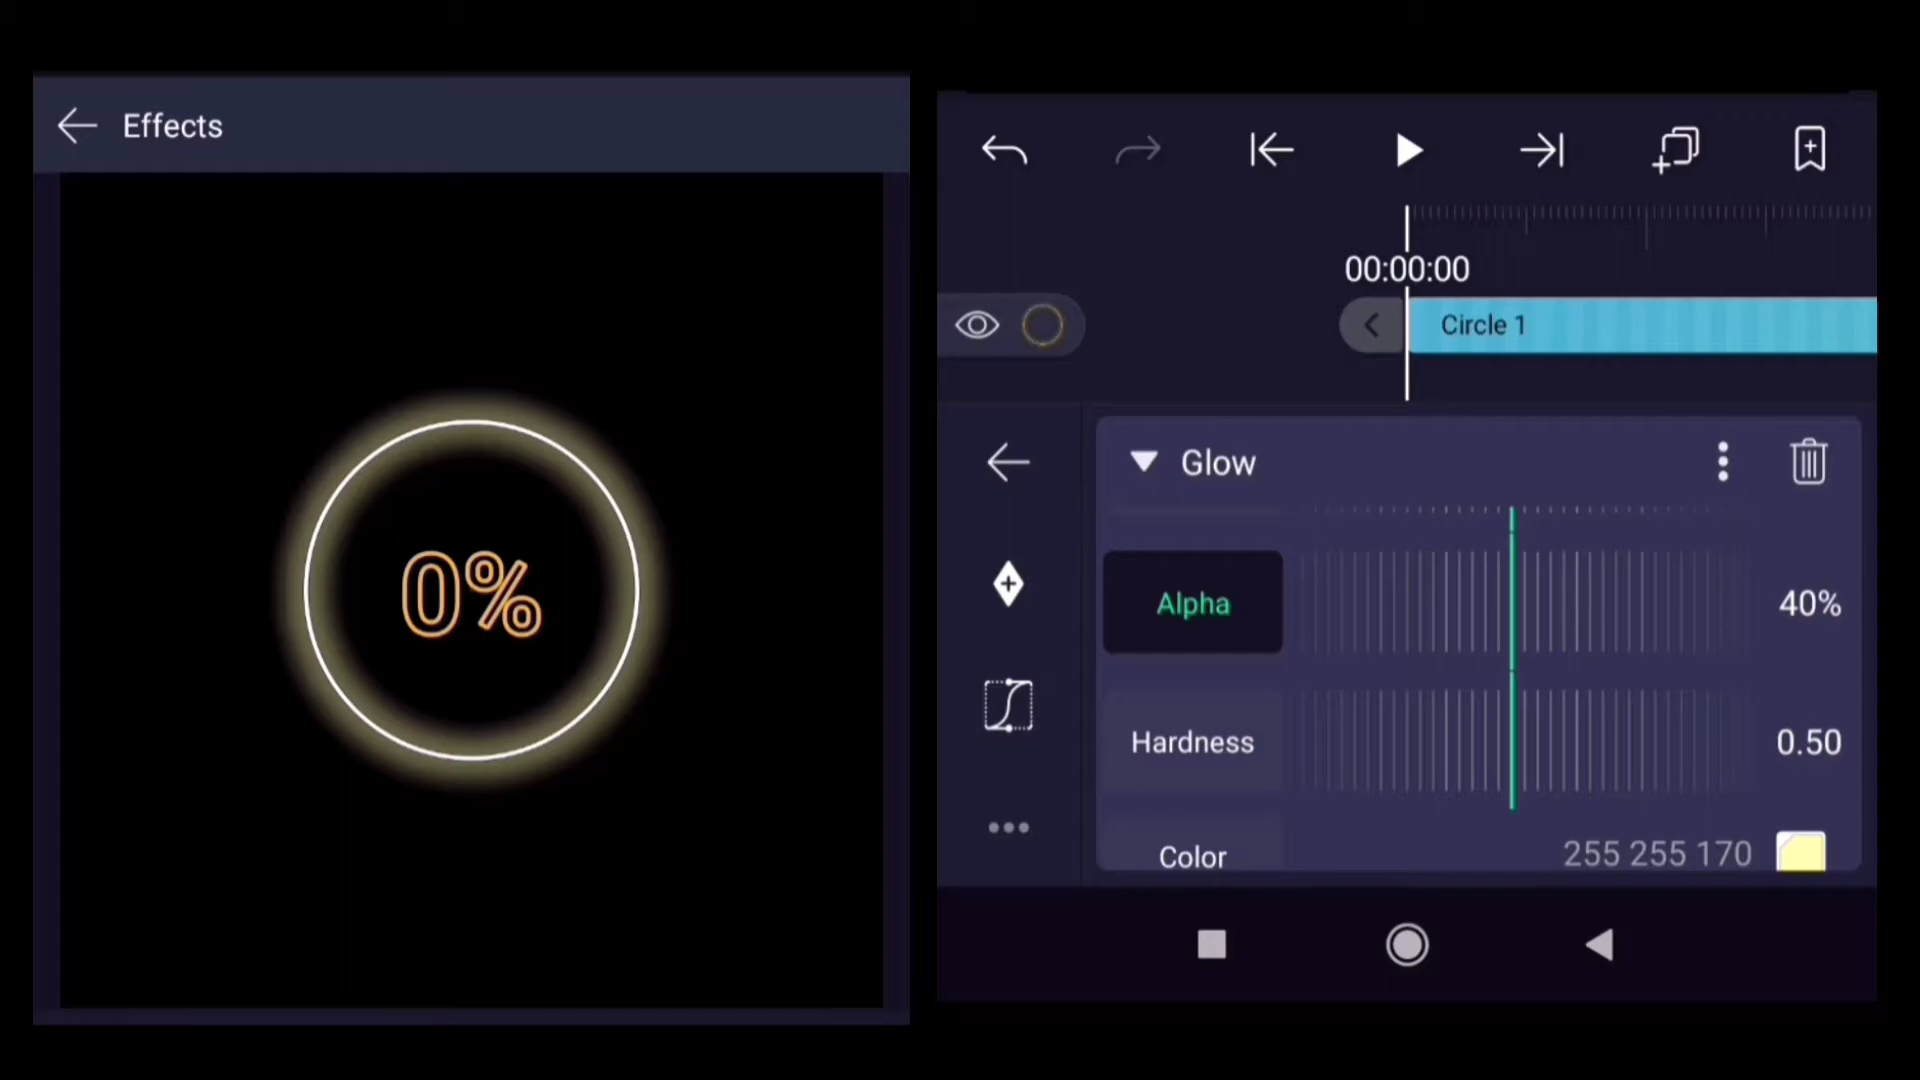 Effects
0%
00:00:00
Circle 1
Glow
Alpha
40%
Hardness
0.50
Color
255 255 170